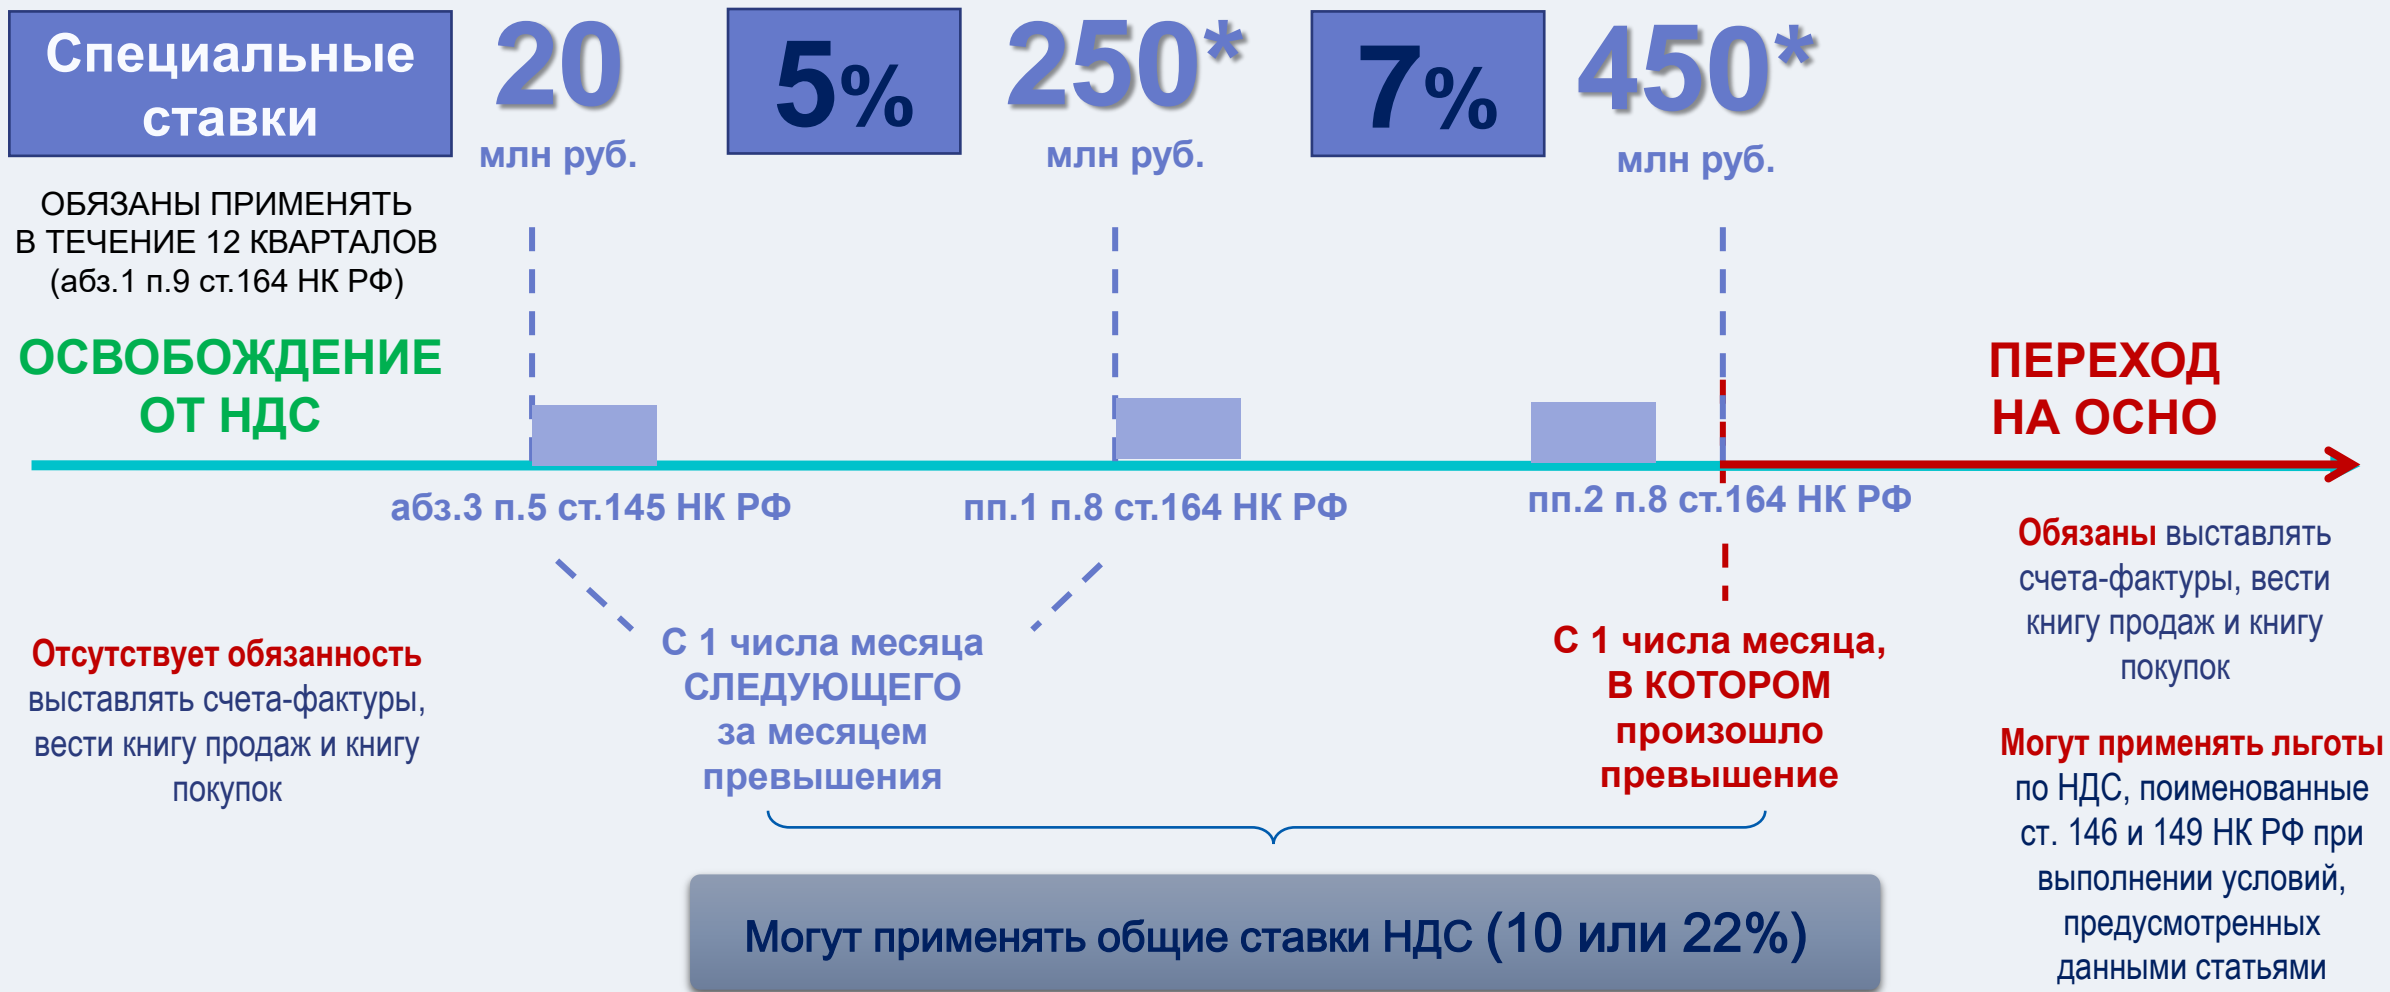 Специальные
ставки
20
млн руб.
5%
250*
млн руб.
7%
450*
млн руб.
ОБЯЗАНЫ ПРИМЕНЯТЬ
В ТЕЧЕНИЕ 12 КВАРТАЛОВ
(абз.1 п.9 ст.164 НК РФ)
ОСВОБОЖДЕНИЕ
ОТ НДС
ПЕРЕХОД
НА ОСНО
абз.3 п.5 ст.145 НК РФ
пп.1 п.8 ст.164 НК РФ
пп.2 п.8 ст.164 НК РФ
Отсутствует обязанность
выставлять счета-фактуры,
вести книгу продаж и книгу
покупок
С 1 числа месяца
СЛЕДУЮЩЕГО
за месяцем
превышения
С 1 числа месяца,
В КОТОРОМ
произошло
превышение
Обязаны выставлять
счета-фактуры, вести
книгу продаж и книгу
покупок
Могут применять льготы
по НДС, поименованные
ст. 146 и 149 НК РФ при
выполнении условий,
предусмотренных
данными статьями
Могут применять общие ставки НДС (10 или 22%)